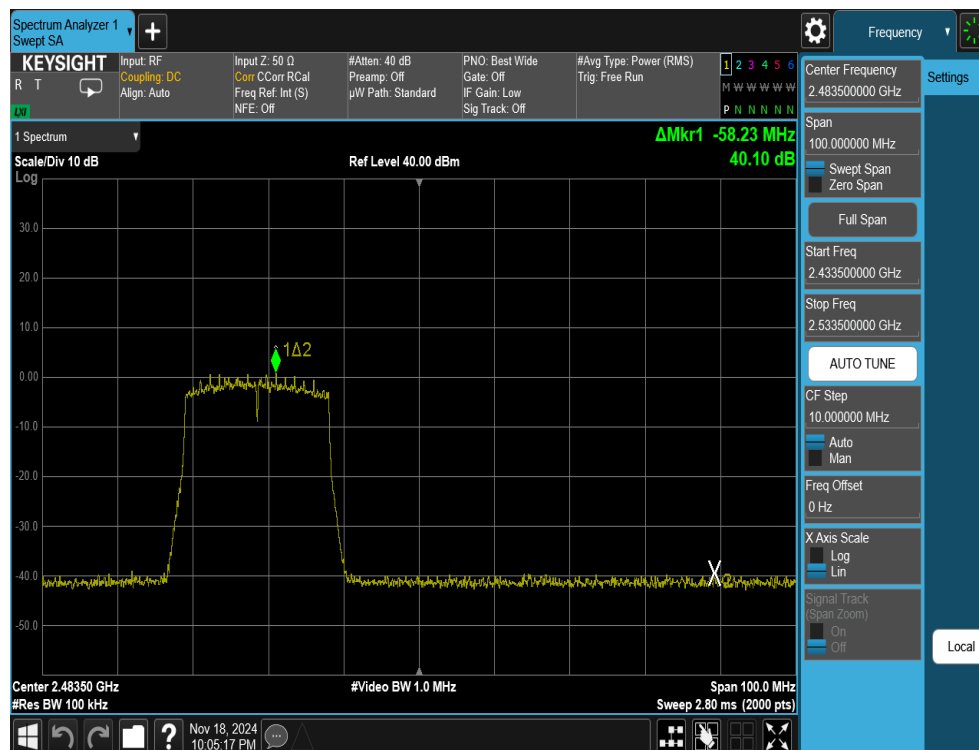 Spectrum Analyzer 1
Swept SA
+
Frequency
KEYSIGHT
R T
LXI
Input: RF
Coupling: DC
Align: Auto
Input Z: 50 Ω
Corr CCorr RCal
Freq Ref: Int (S)
NFE: Off
#Atten: 40 dB
Preamp: Off
µW Path: Standard
PNO: Best Wide
Gate: Off
IF Gain: Low
Sig Track: Off
#Avg Type: Power (RMS)
Trig: Free Run
1 2 3 4 5 6
M W W W W W
P N N N N N
1 Spectrum
Scale/Div 10 dB
Log
Ref Level 40.00 dBm
ΔMkr1 -58.23 MHz
40.10 dB
30.0
20.0
10.0
0.00
-10.0
-20.0
-30.0
-40.0
-50.0
1Δ2
X2
Center 2.48350 GHz
#Res BW 100 kHz
#Video BW 1.0 MHz
Span 100.0 MHz
Sweep 2.80 ms (2000 pts)
Center Frequency
2.483500000 GHz
Span
100.000000 MHz
Swept Span
Zero Span
Full Span
Start Freq
2.433500000 GHz
Stop Freq
2.533500000 GHz
AUTO TUNE
CF Step
10.000000 MHz
Auto
Man
Freq Offset
0 Hz
X Axis Scale
Log
Lin
Signal Track
(Span Zoom)
On
Off
Settings
Local
?
Nov 18, 2024
10:05:17 PM